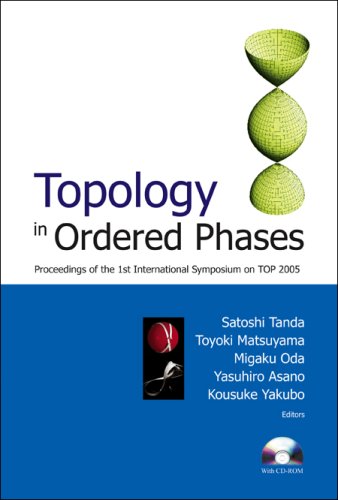 Topology
in Ordered Phases
Proceedings of the 1st International Symposium on TOP 2005
Satoshi Tanda
Toyoki Matsuyama
Migaku Oda
Yasuhiro Asano
Kousuke Yakubo
Editors
With CD-ROM